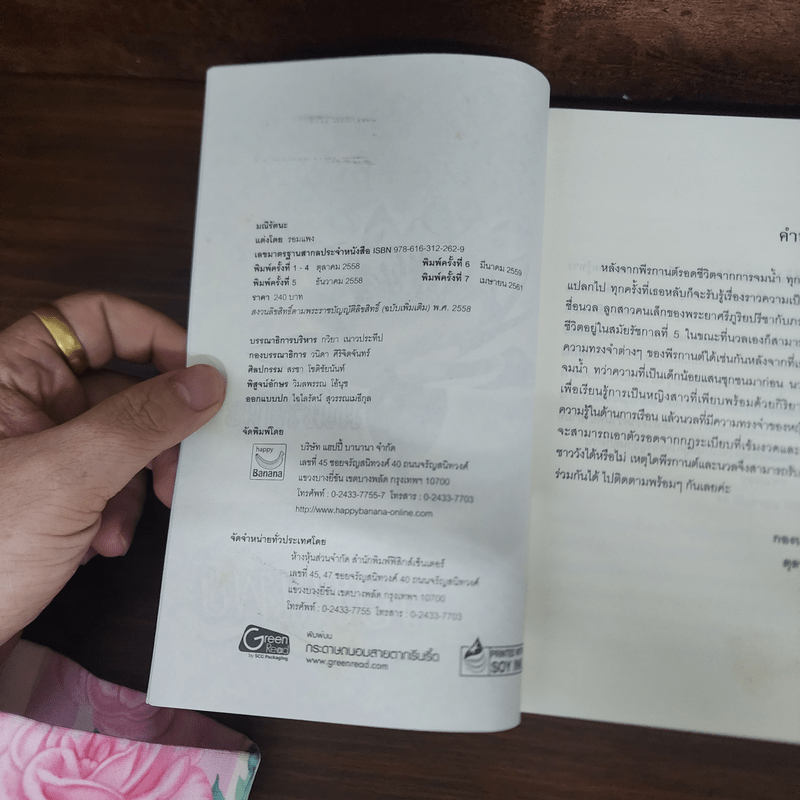 มณีรัตนะ
แต่งโดย รอมแพง
เลขมาตรฐานสากลประจำหนังสือ ISBN 978-616-312-262-9
พิมพ์ครั้งที่ 1 - 4 ตุลาคม 2558
พิมพ์ครั้งที่ 6 มีนาคม 2559
พิมพ์ครั้งที่ 5 ธันวาคม 2558
พิมพ์ครั้งที่ 7 เมษายน 2561
ราคา 240 บาท
สงวนลิขสิทธิ์ตามพระราชบัญญัติลิขสิทธิ์ (ฉบับเพิ่มเติม) พ.ศ. 2558
บรรณาธิการบริหาร กวิยา เนาวประทีป
กองบรรณาธิการ วนิดา ศิริจิตจันทร์
ศิลปกรรม สรชา โชติชัยนันท์
พิสูจน์อักษร วิมลพรรณ ไอ้นุช
ออกแบบปก ไอไลรัตน์ สุวรรณเมธีกุล
จัดพิมพ์โดย
happy Banana
บริษัท แฮปปี้ บานานา จำกัด
เลขที่ 45 ซอยจรัญสนิทวงศ์ 40 ถนนจรัญสนิทวงศ์
แขวงบางยี่ขัน เขตบางพลัด กรุงเทพฯ 10700
โทรศัพท์ : 0-2433-7755-7 โทรสาร : 0-2433-7703
http://www.happybanana-online.com
จัดจำหน่ายทั่วประเทศโดย
ห้างหุ้นส่วนจำกัด สำนักพิมพ์ฟิสิกส์เซ็นเตอร์
เลขที่ 45, 47 ซอยจรัญสนิทวงศ์ 40 ถนนจรัญสนิทวงศ์
แขวงบางยี่ขัน เขตบางพลัด กรุงเทพฯ 10700
โทรศัพท์ : 0-2433-7755 โทรสาร : 0-2433-7703
Green Read
by SCG Packaging
พิมพ์บน
กระดาษถนอมสายตากรีนรี้ด
www.greenread.com
PRINTED WITH
SOY INK
คำน
หลังจากพีรกานต์รอดชีวิตจากการจมน้ำ ทุก
แปลกไป ทุกครั้งที่เธอหลับก็จะรับรู้เรื่องราวความเป็น
ชื่อนวล ลูกสาวคนเล็กของพระยาศรีภูริยปรีชากับภร
ชีวิตอยู่ในสมัยรัชกาลที่ 5 ในขณะที่นวลเองก็สามาร
ความทรงจำต่างๆ ของพีรกานต์ได้เช่นกันหลังจากที่เ
จมน้ำ ทว่าความที่เป็นเด็กน้อยแสนซุกซนมาก่อน นว
เพื่อเรียนรู้การเป็นหญิงสาวที่เพียบพร้อมด้วยกิริยา
ความรู้ในด้านการเรือน แล้วนวลที่มีความทรงจำของหญ
จะสามารถเอาตัวรอดจากกฎระเบียบที่เข้มงวดและ
ชาววังได้หรือไม่ เหตุใดพีรกานต์และนวลจึงสามารถรับ
ร่วมกันได้ ไปติดตามพร้อมๆ กันเลยค่ะ
กองบ
ตุล